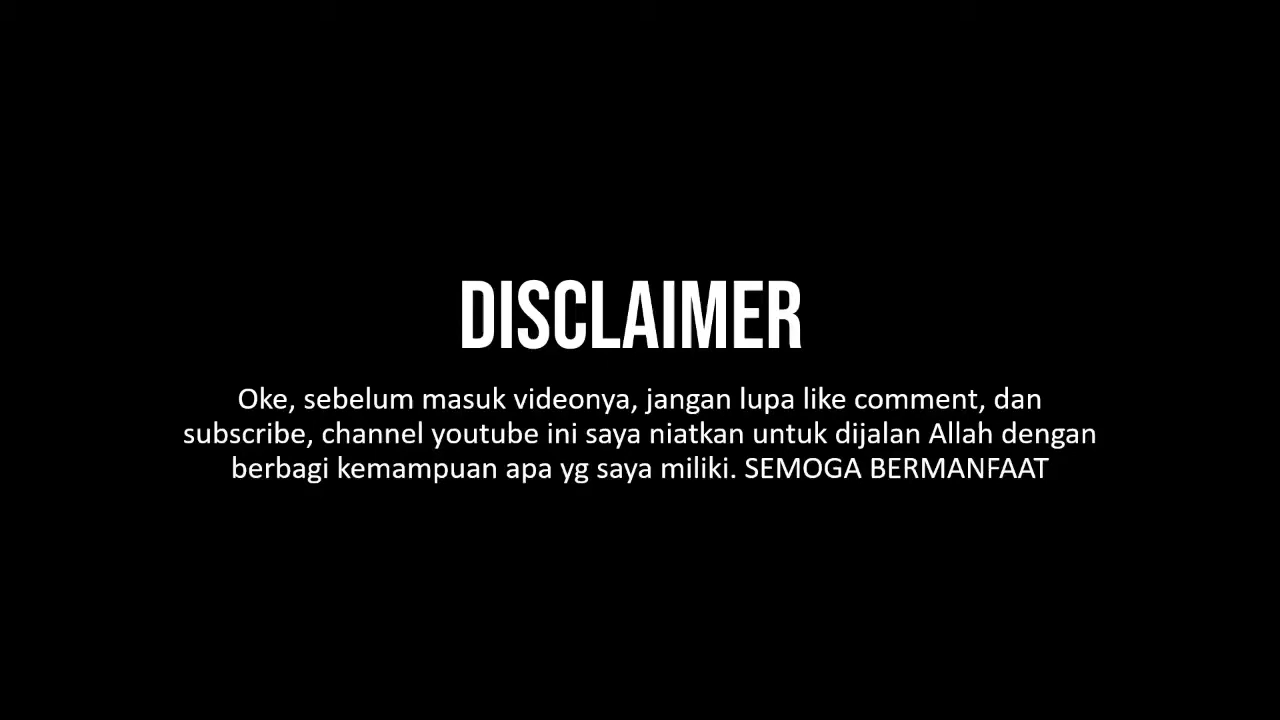 DISCLAIMER
Oke, sebelum masuk videonya, jangan lupa like comment, dan
subscribe, channel youtube ini saya niatkan untuk dijalan Allah dengan
berbagi kemampuan apa yg saya miliki. SEMOGA BERMANFAAT